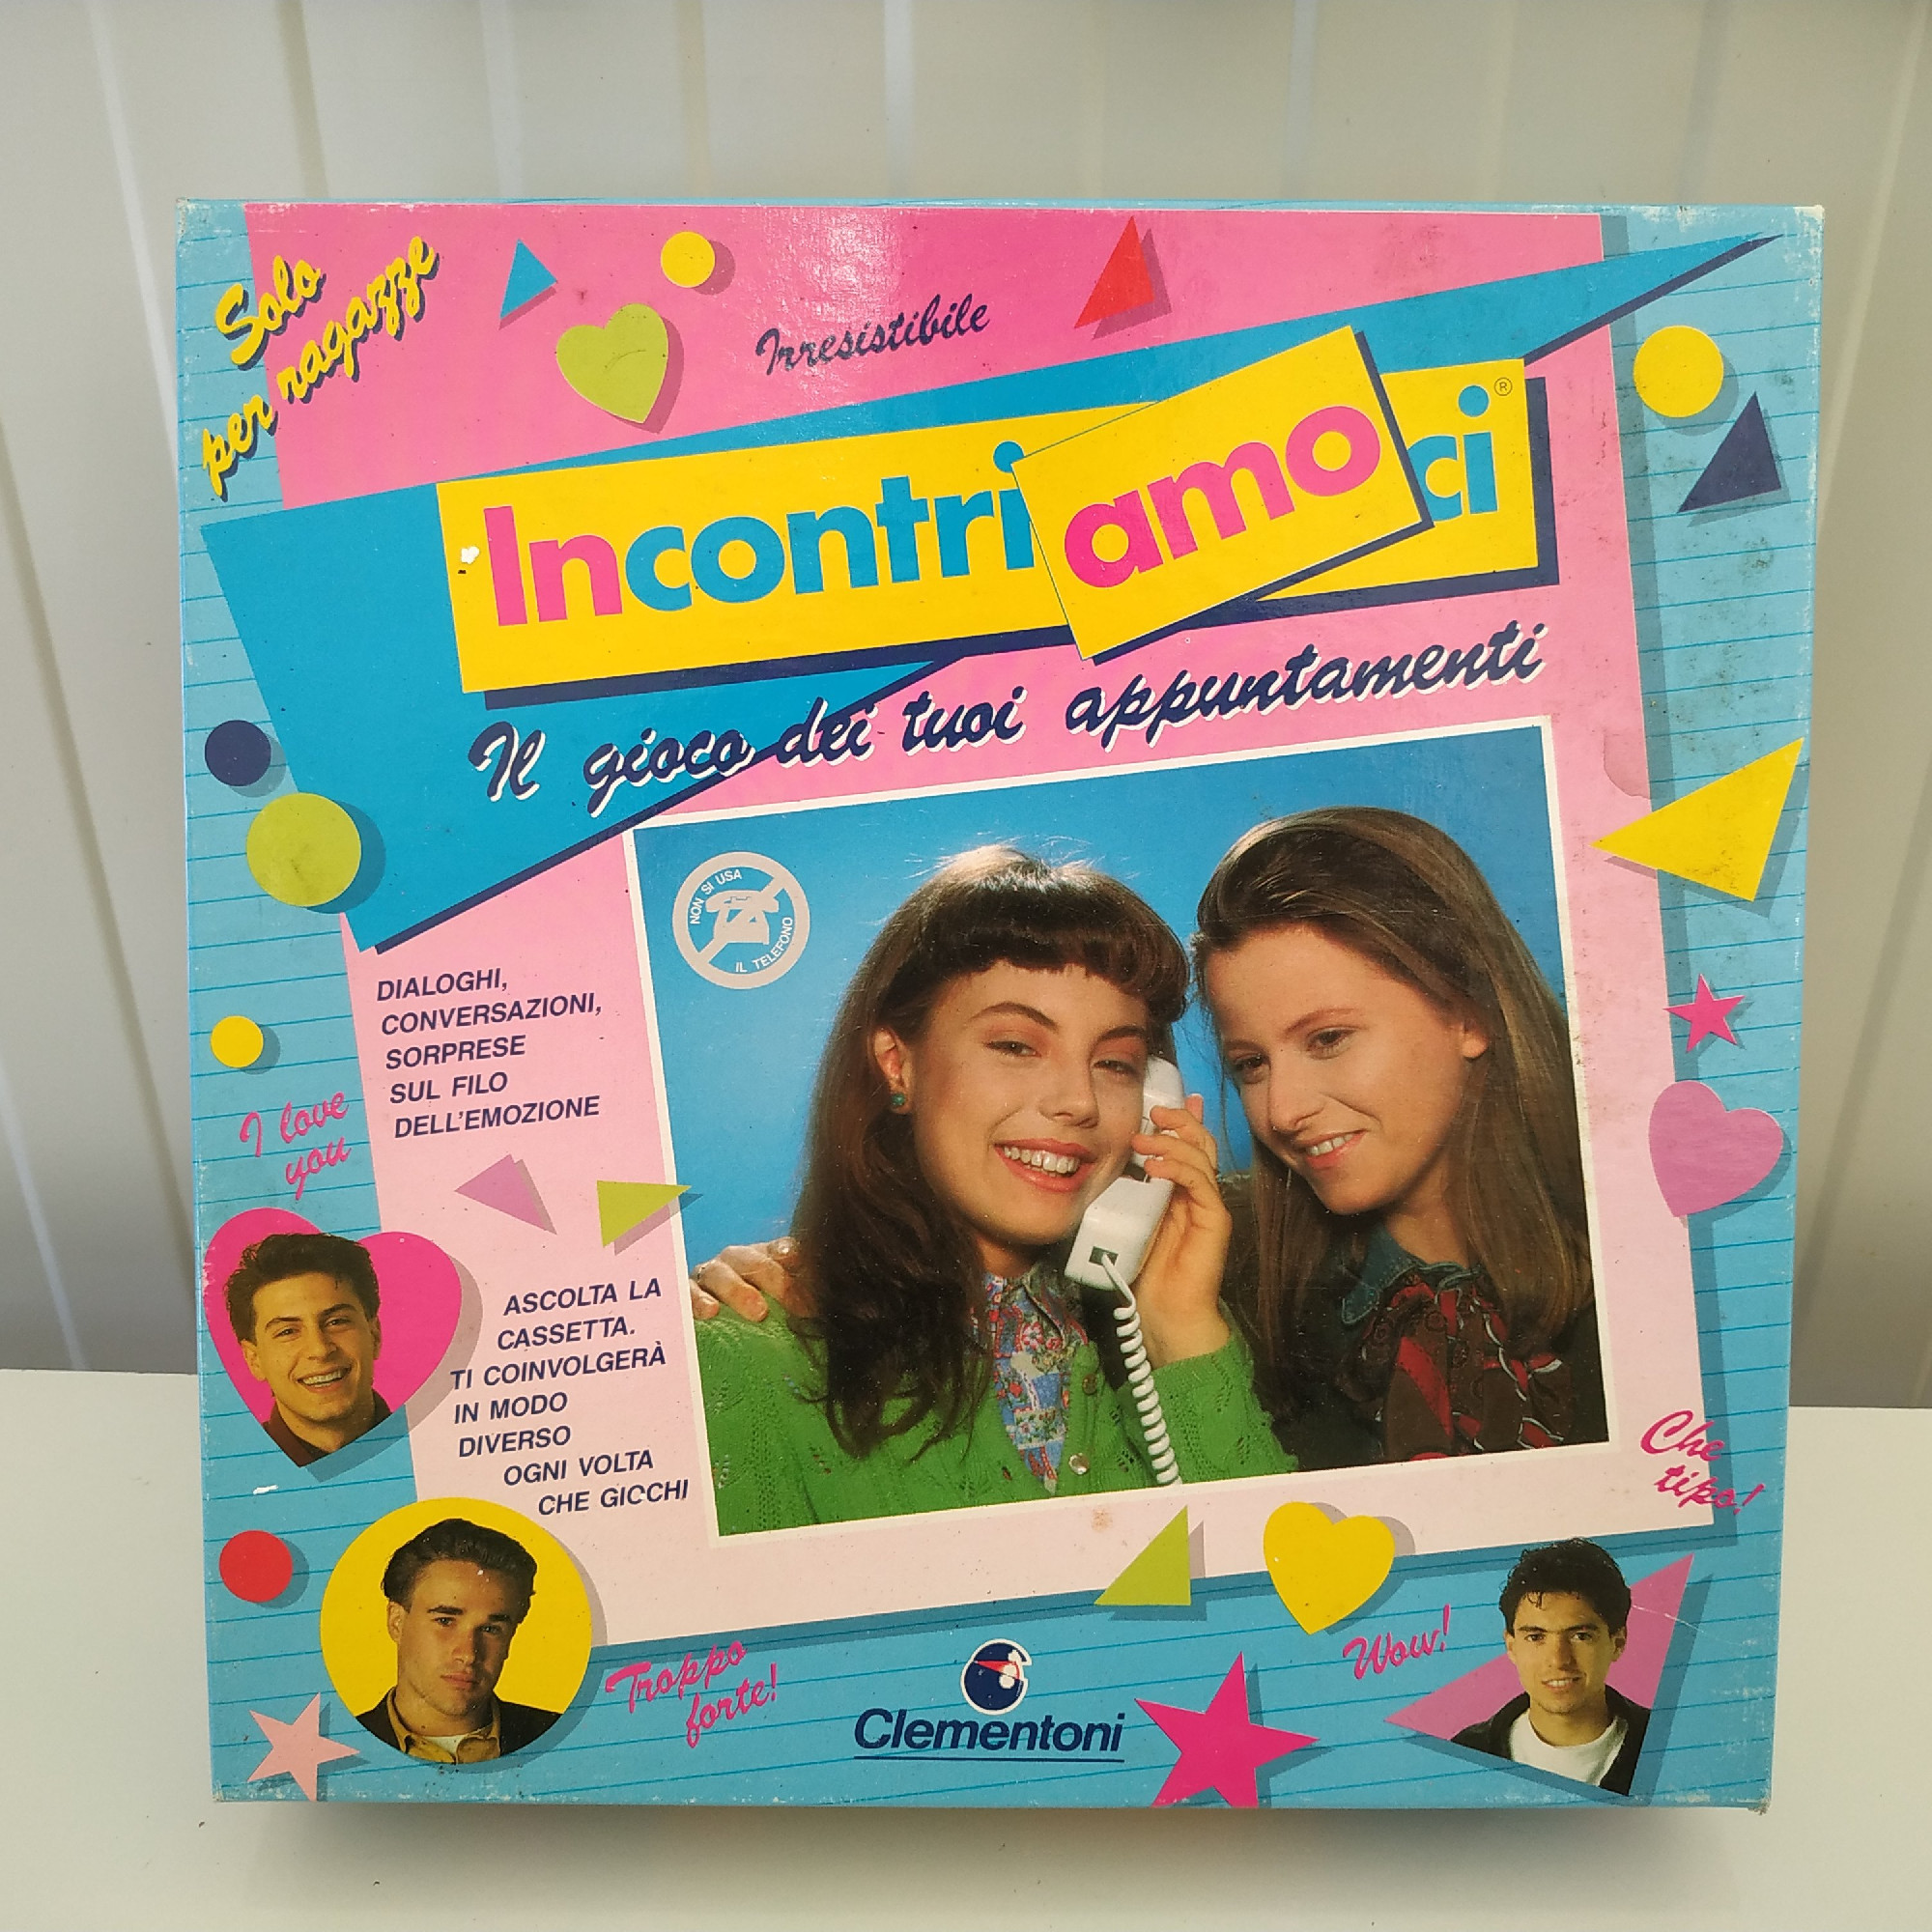 Solo
per ragazze
Irresistibile
Incontriamoci®
Il gioco dei tuoi appuntamenti
NON SI USA
IL TELEFONO
DIALOGHI,
CONVERSAZIONI,
SORPRESE
SUL FILO
DELL'EMOZIONE
I love
you
ASCOLTA LA
CASSETTA.
TI COINVOLGERÀ
IN MODO
DIVERSO
OGNI VOLTA
CHE GIOCHI
Che
tipo!
Troppo
forte!
Wow!
Clementoni